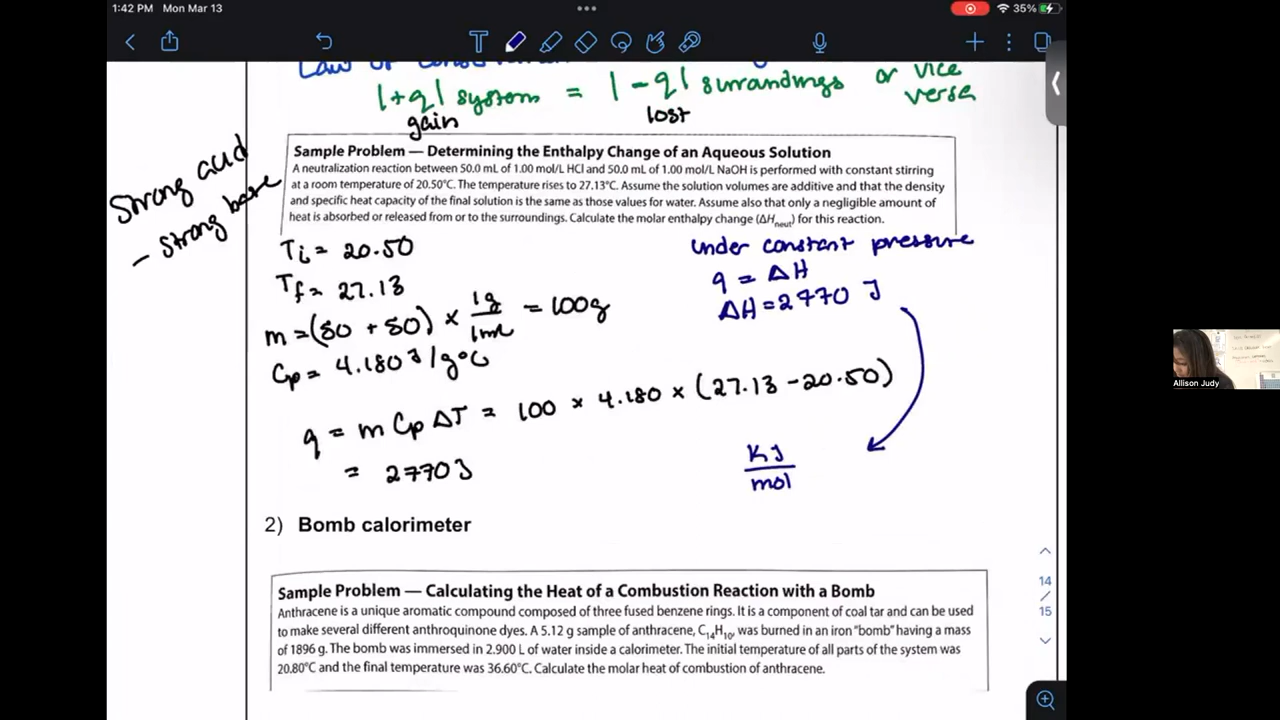 1:42 PM Mon Mar 13
35%
Law of
|+q| system = |-q| surrandings or vice versa
gain lost
Strong acid
- strong base
Sample Problem — Determining the Enthalpy Change of an Aqueous Solution
A neutralization reaction between 50.0 mL of 1.00 mol/L HCl and 50.0 mL of 1.00 mol/L NaOH is performed with constant stirring
at a room temperature of 20.50°C. The temperature rises to 27.13°C. Assume the solution volumes are additive and that the density
and specific heat capacity of the final solution is the same as those values for water. Assume also that only a negligible amount of
heat is absorbed or released from or to the surroundings. Calculate the molar enthalpy change (ΔHneut) for this reaction.
Ti = 20.50
Tf = 27.13
m = (50 + 50) × 1g/1mL = 100g
Cp = 4.180 J/g°C
under constant pressure
q = ΔH
ΔH = 2770 J
q = m Cp ΔT = 100 × 4.180 × (27.13 - 20.50)
= 2770 J
KJ
mol
2) Bomb calorimeter
Sample Problem — Calculating the Heat of a Combustion Reaction with a Bomb
Anthracene is a unique aromatic compound composed of three fused benzene rings. It is a component of coal tar and can be used
to make several different anthroquinone dyes. A 5.12 g sample of anthracene, C14H10, was burned in an iron "bomb" having a mass
of 1896 g. The bomb was immersed in 2.900 L of water inside a calorimeter. The initial temperature of all parts of the system was
20.80°C and the final temperature was 36.60°C. Calculate the molar heat of combustion of anthracene.
14
/
15
Allison Judy